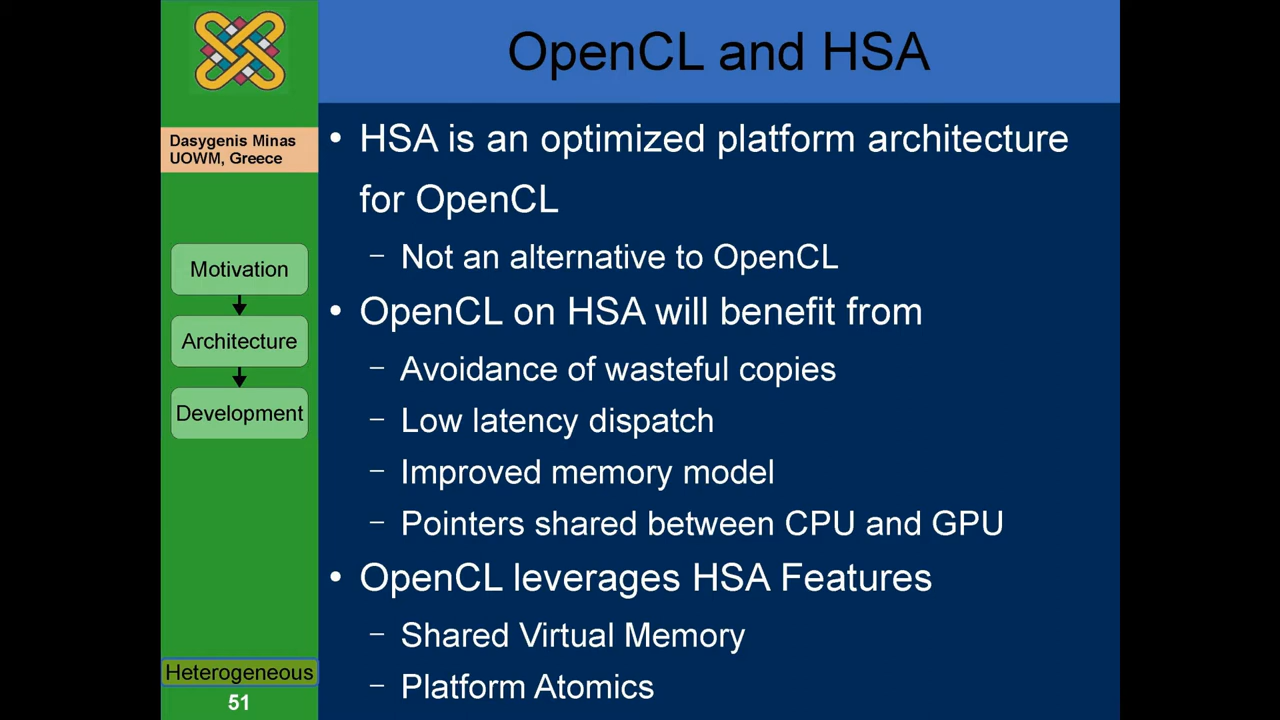 OpenCL and HSA
Dasygenis Minas
UOWM, Greece
Motivation
Architecture
Development
Heterogeneous
51
• HSA is an optimized platform architecture
for OpenCL
– Not an alternative to OpenCL
• OpenCL on HSA will benefit from
– Avoidance of wasteful copies
– Low latency dispatch
– Improved memory model
– Pointers shared between CPU and GPU
• OpenCL leverages HSA Features
– Shared Virtual Memory
– Platform Atomics